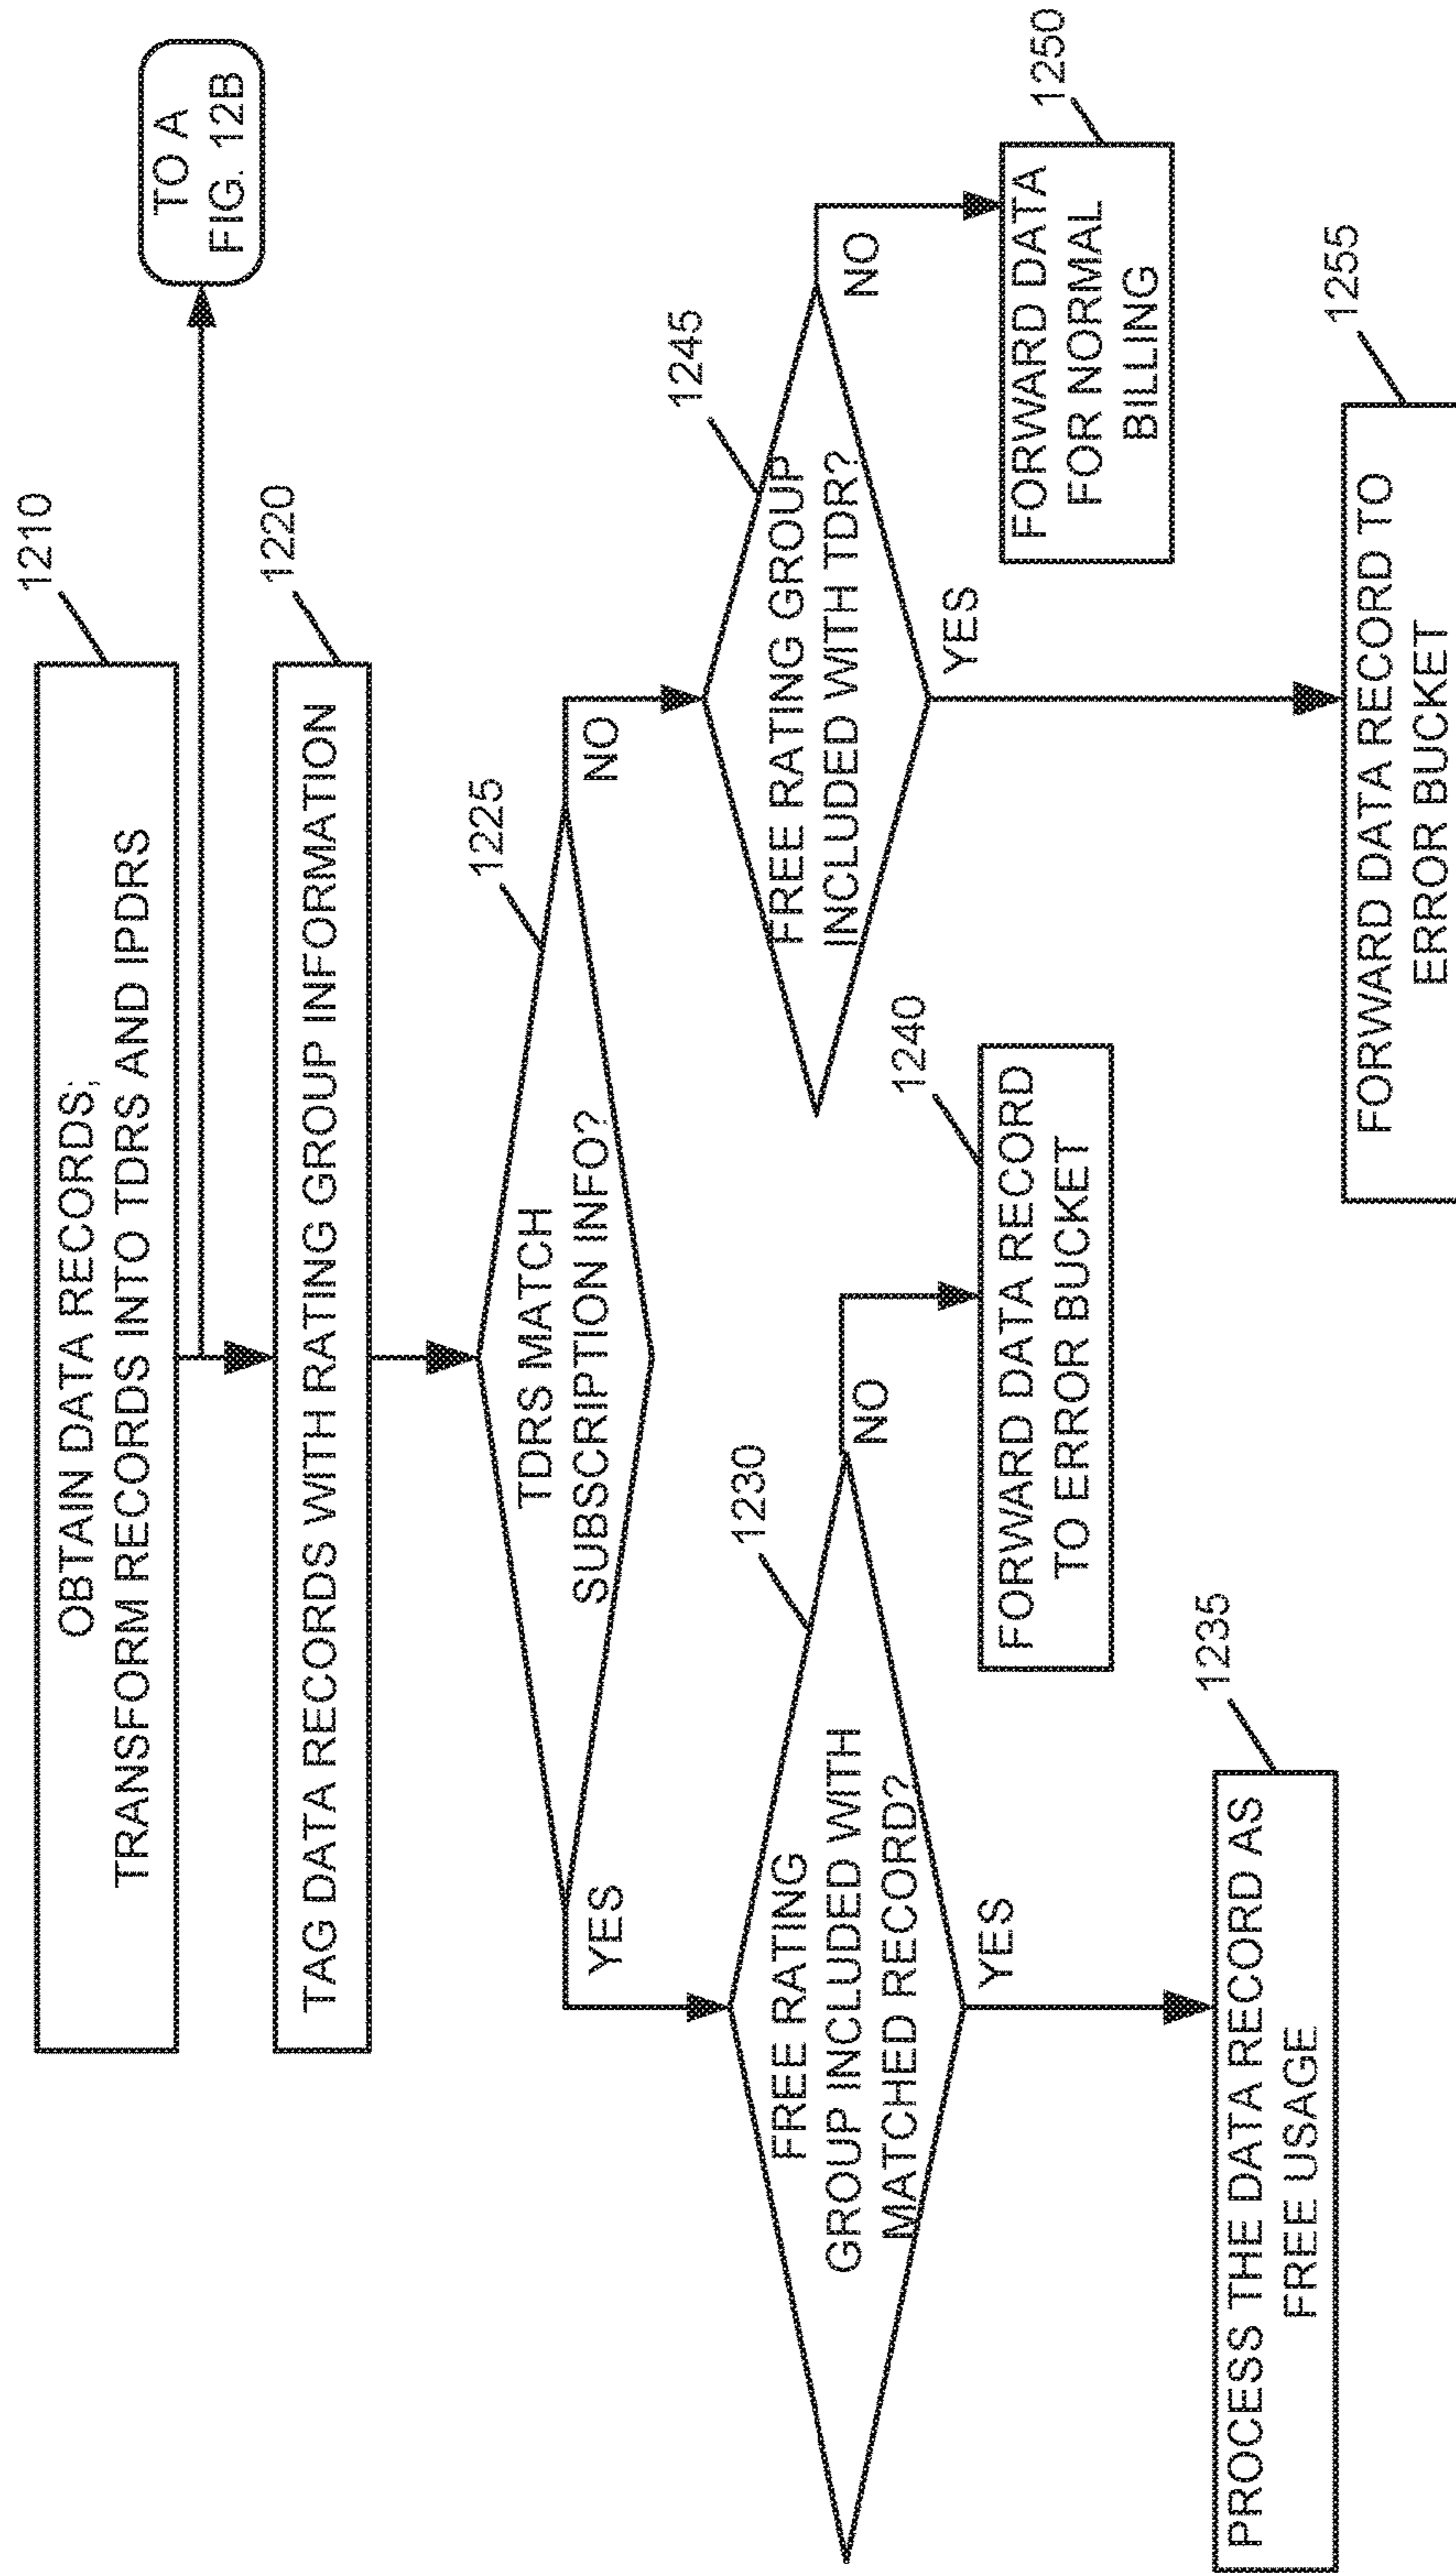 1210
OBTAIN DATA RECORDS;
TRANSFORM RECORDS INTO TDRS AND IPDRS
TO A
FIG. 12B
1220
TAG DATA RECORDS WITH RATING GROUP INFORMATION
1225
TDRS MATCH
SUBSCRIPTION INFO?
YES
NO
1230
FREE RATING
GROUP INCLUDED WITH
MATCHED RECORD?
NO
YES
1235
PROCESS THE DATA RECORD AS
FREE USAGE
1240
FORWARD DATA RECORD
TO ERROR BUCKET
1245
FREE RATING GROUP
INCLUDED WITH TDR?
NO
YES
1250
FORWARD DATA
FOR NORMAL
BILLING
1255
FORWARD DATA RECORD TO
ERROR BUCKET